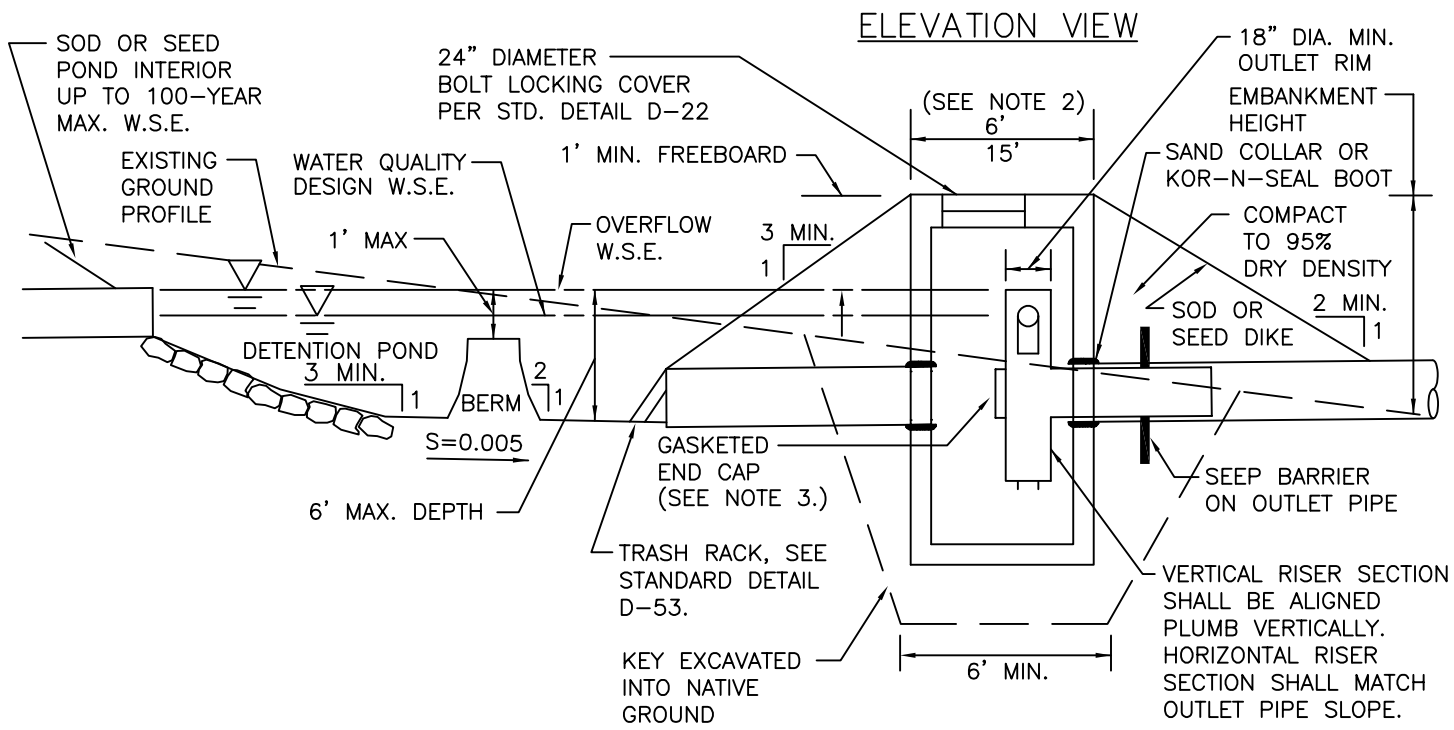 ELEVATION VIEW
SOD OR SEED
POND INTERIOR
UP TO 100-YEAR
MAX. W.S.E.
24" DIAMETER
BOLT LOCKING COVER
PER STD. DETAIL D-22
18" DIA. MIN.
OUTLET RIM
(SEE NOTE 2)
6'
15'
EMBANKMENT
HEIGHT
EXISTING
GROUND
PROFILE
WATER QUALITY
DESIGN W.S.E.
1' MIN. FREEBOARD
SAND COLLAR OR
KOR-N-SEAL BOOT
1' MAX
OVERFLOW
W.S.E.
3 MIN.
1
COMPACT
TO 95%
DRY DENSITY
SOD OR
SEED DIKE
2 MIN.
1
DETENTION POND
3 MIN.
1
BERM
2
1
S=0.005
6' MAX. DEPTH
GASKETED
END CAP
(SEE NOTE 3.)
SEEP BARRIER
ON OUTLET PIPE
TRASH RACK, SEE
STANDARD DETAIL
D-53.
KEY EXCAVATED
INTO NATIVE
GROUND
6' MIN.
VERTICAL RISER SECTION
SHALL BE ALIGNED
PLUMB VERTICALLY.
HORIZONTAL RISER
SECTION SHALL MATCH
OUTLET PIPE SLOPE.